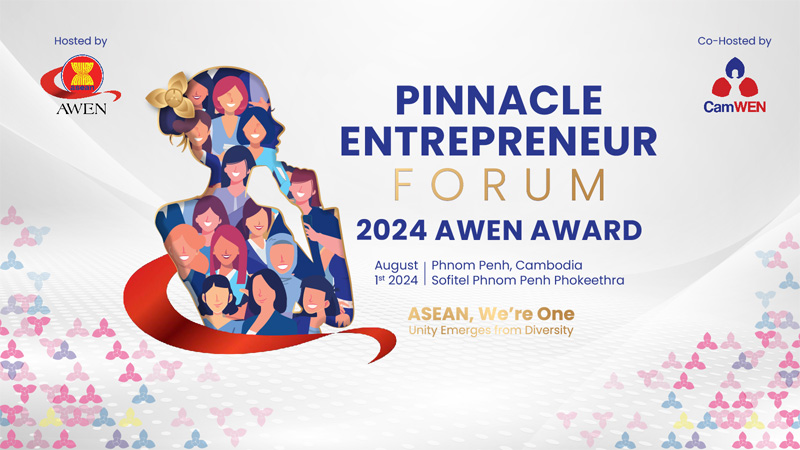 Hosted by
AWEN
Co-Hosted by
CamWEN
PINNACLE
ENTREPRENEUR
FORUM
2024 AWEN AWARD
August
1st 2024
Phnom Penh, Cambodia
Sofitel Phnom Penh Phokeethra
ASEAN, We're One
Unity Emerges from Diversity